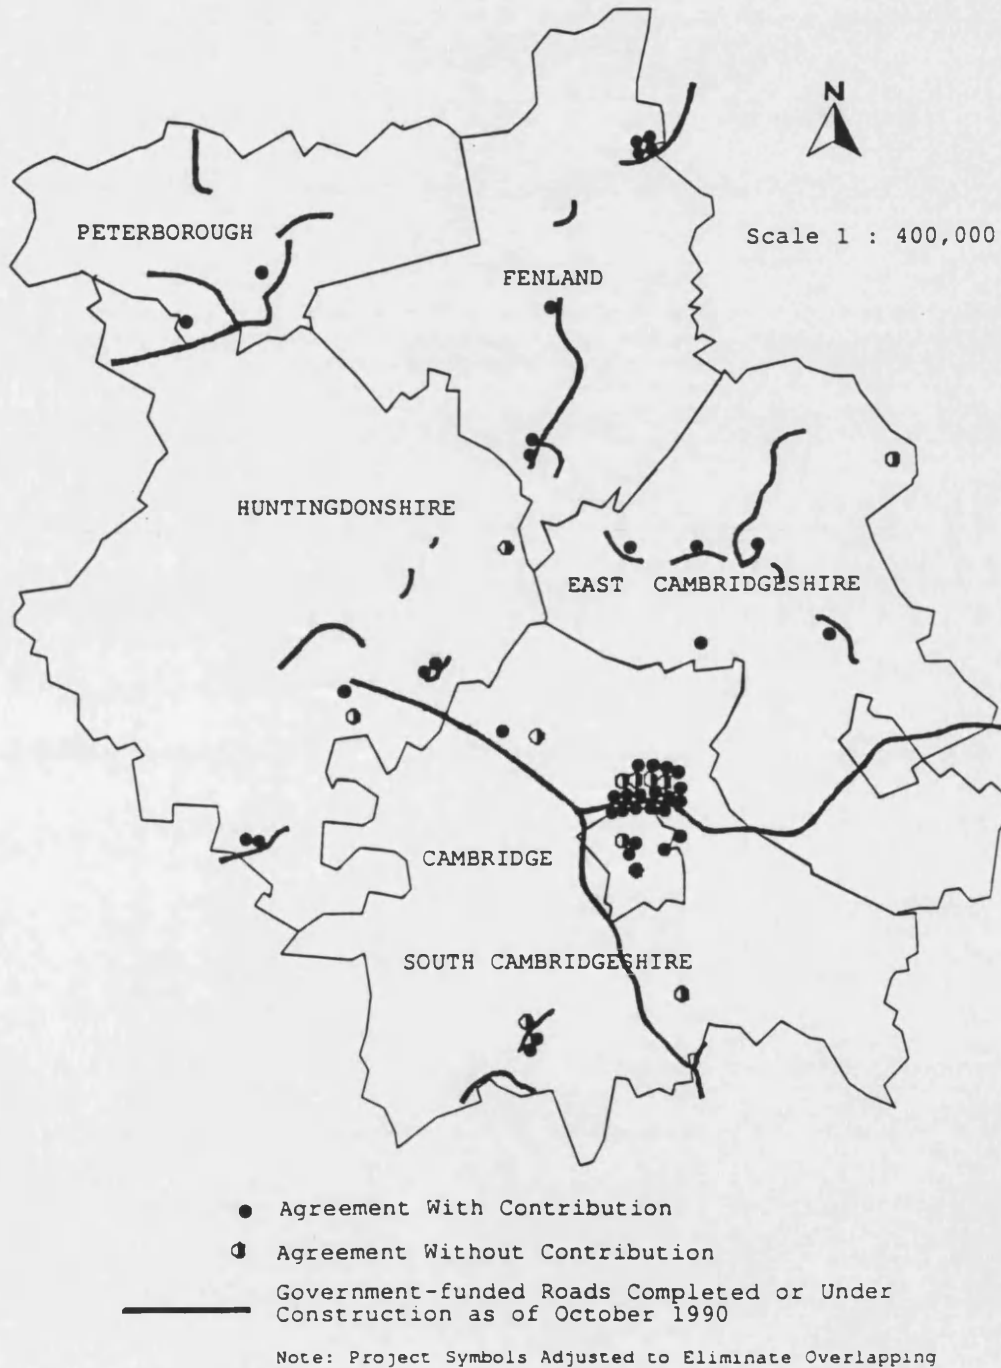 N
Scale 1 : 400,000
PETERBOROUGH
FENLAND
HUNTINGDONSHIRE
EAST CAMBRIDGESHIRE
CAMBRIDGE
SOUTH CAMBRIDGESHIRE
Agreement With Contribution
Agreement Without Contribution
Government-funded Roads Completed or Under
Construction as of October 1990
Note: Project Symbols Adjusted to Eliminate Overlapping